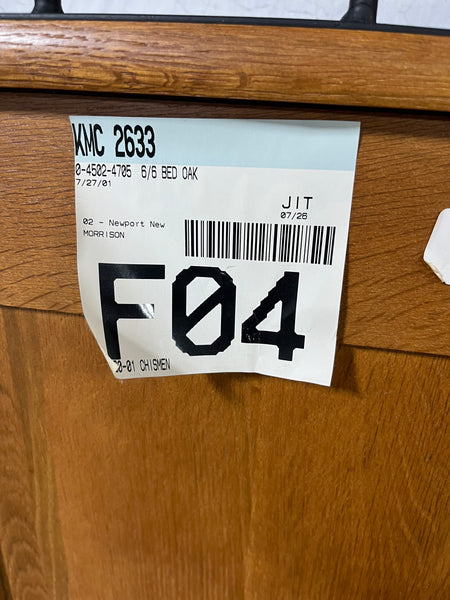 KMC 2633
0-4502-4705 6/6 BED OAK
7/27/01
JIT
07/26
02 - Newport New
MORRISON
F04
00-01 CHISMEN